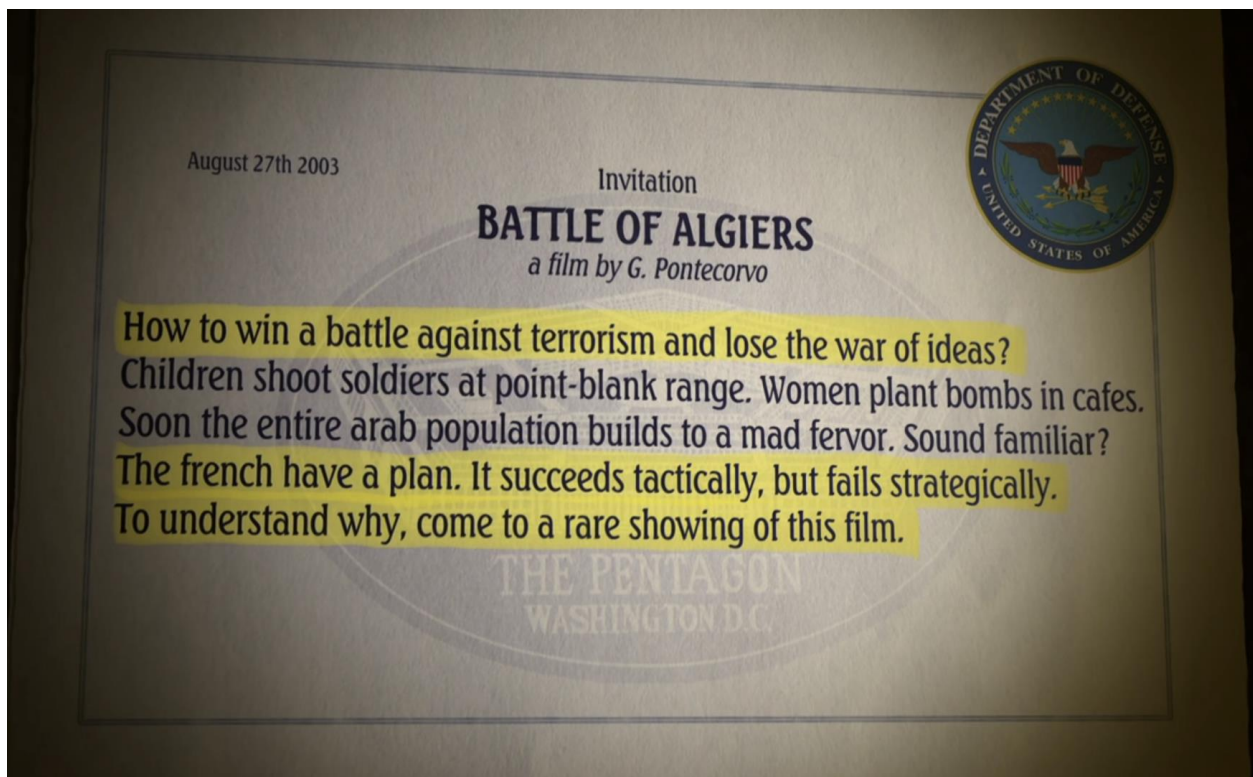 DEPARTMENT OF DEFENSE
UNITED STATES OF AMERICA
August 27th 2003
Invitation
BATTLE OF ALGIERS
a film by G. Pontecorvo
How to win a battle against terrorism and lose the war of ideas?
Children shoot soldiers at point-blank range. Women plant bombs in cafes.
Soon the entire arab population builds to a mad fervor. Sound familiar?
The french have a plan. It succeeds tactically, but fails strategically.
To understand why, come to a rare showing of this film.
THE PENTAGON
WASHINGTON D.C.